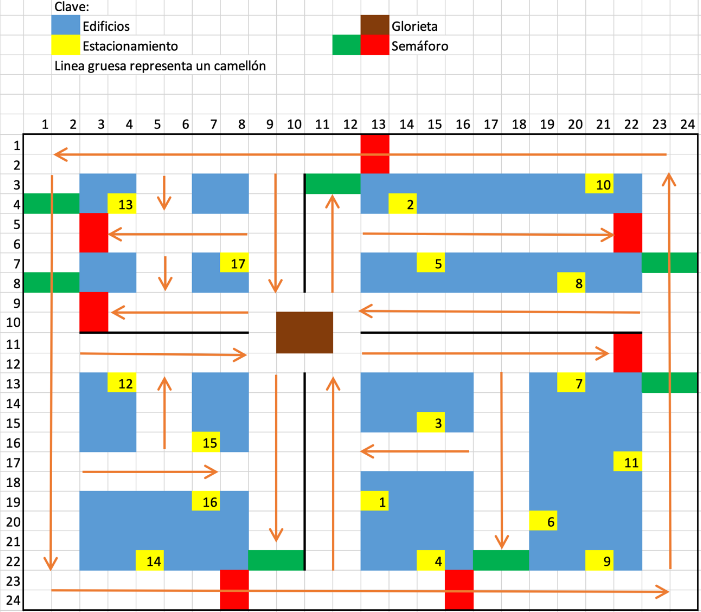 Clave:
Edificios Glorieta
Estacionamiento Semáforo
Linea gruesa representa un camellón
1 2 3 4 5 6 7 8 9 10 11 12 13 14 15 16 17 18 19 20 21 22 23 24
1
2
3 10
4 13 2
5
6
7 17 5
8 8
9
10
11
12
13 12 7
14
15 3
16 15
17 11
18
19 16 1
20 6
21
22 14 4 9
23
24